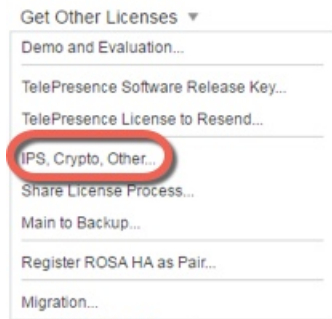 Get Other Licenses ▼
Demo and Evaluation...
TelePresence Software Release Key...
TelePresence License to Resend...
IPS, Crypto, Other...
Share License Process...
Main to Backup...
Register ROSA HA as Pair...
Migration...